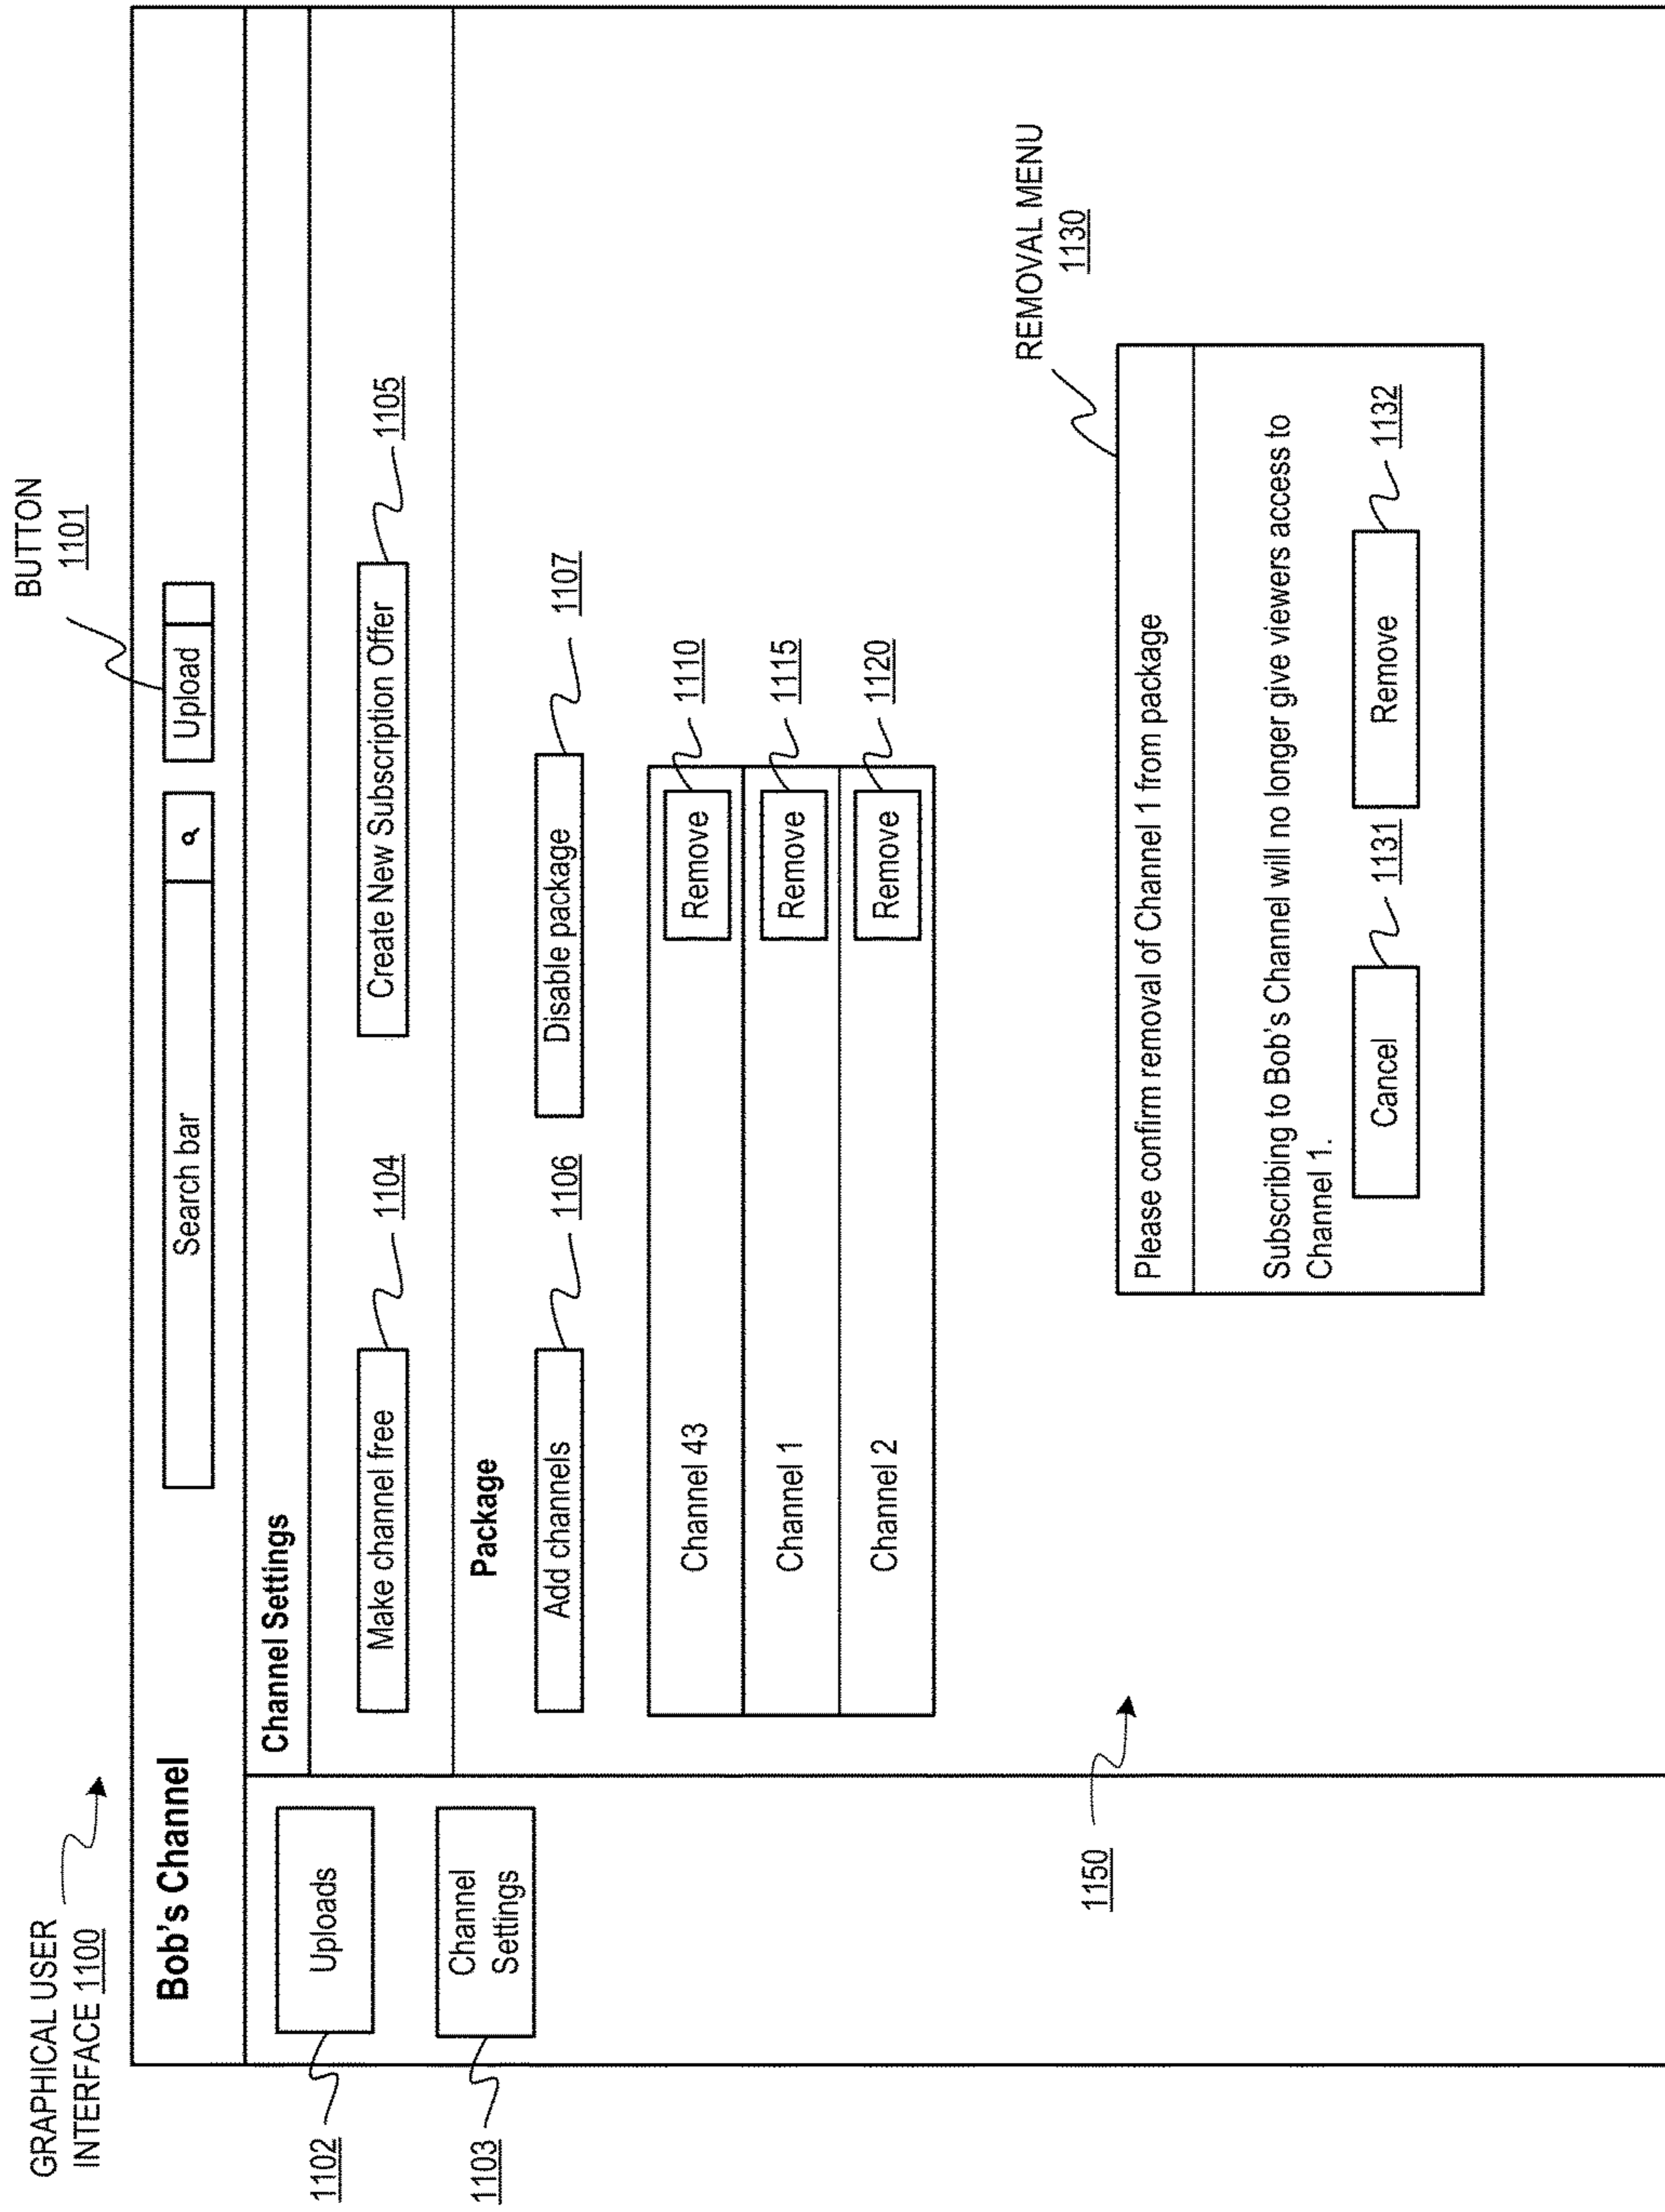 GRAPHICAL USER
INTERFACE 1100
BUTTON
1101
Bob's Channel
Search bar
Upload
1102
Uploads
1103
Channel
Settings
Channel Settings
Make channel free
1104
Create New Subscription Offer
1105
Package
Add channels
1106
Disable package
1107
Channel 43
Remove
1110
Channel 1
Remove
1115
Channel 2
Remove
1120
1150
REMOVAL MENU
1130
Please confirm removal of Channel 1 from package
Subscribing to Bob's Channel will no longer give viewers access to
Channel 1.
Cancel
1131
Remove
1132